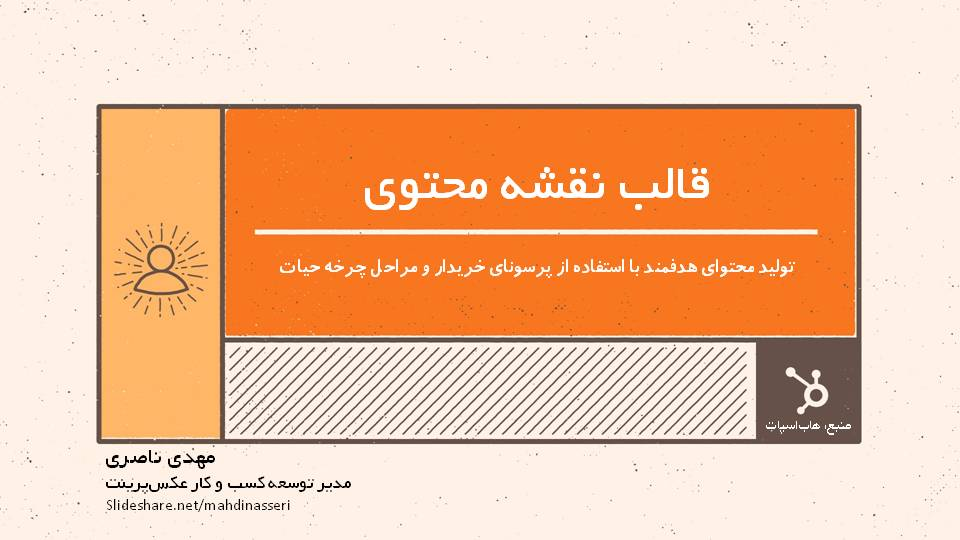 قالب نقشه محتوی
تولید محتوای هدفمند با استفاده از پرسونای خریدار و مراحل چرخه حیات
منبع: هاب‌اسپات
مهدی ناصری
مدیر توسعه کسب و کار عکس‌پرینت
Slideshare.net/mahdinasseri